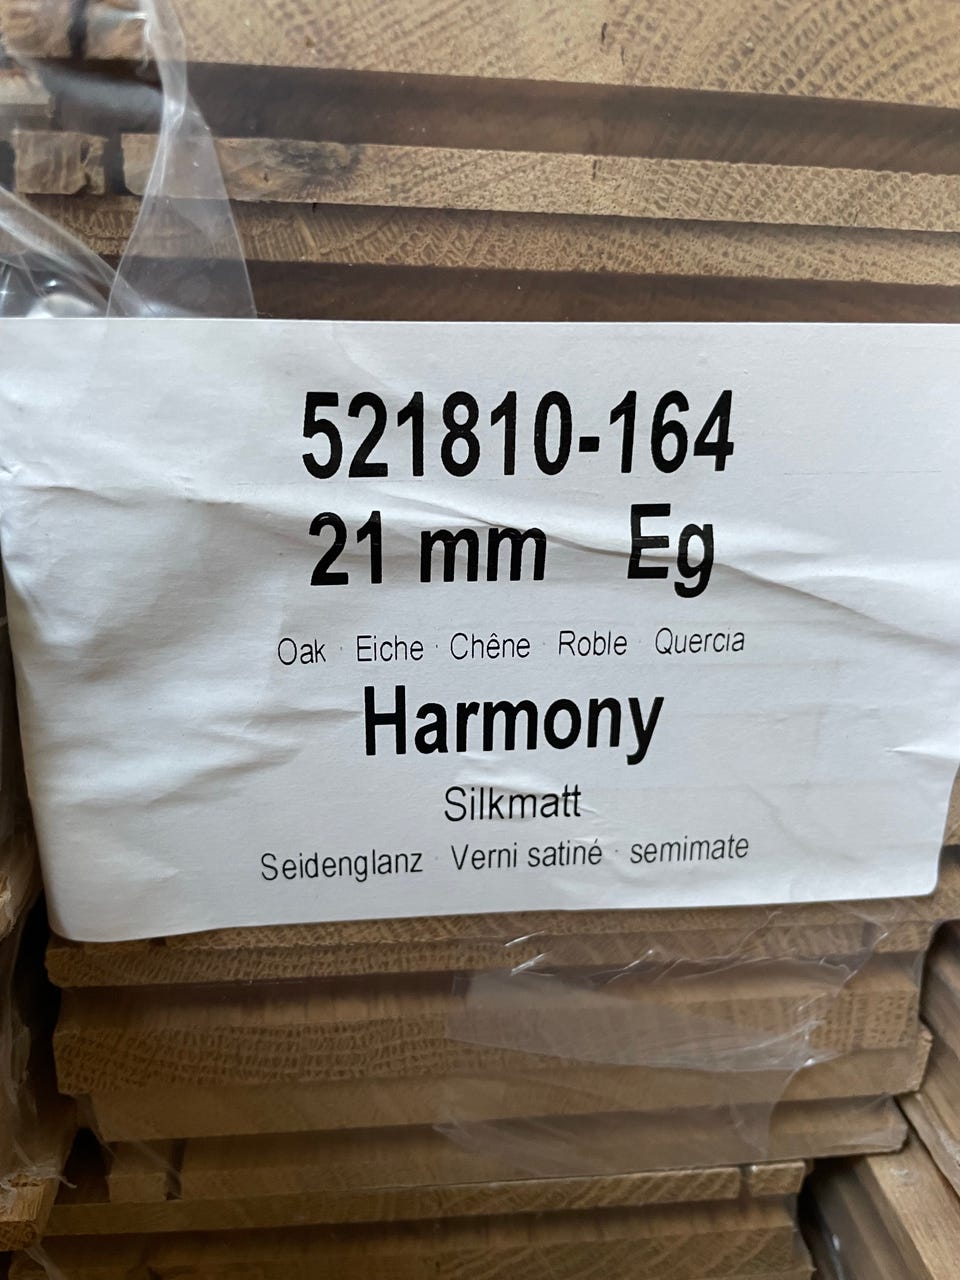 521810-164
21 mm Eg
Oak · Eiche · Chêne · Roble · Quercia
Harmony
Silkmatt
Seidenglanz · Verni satiné · semimate